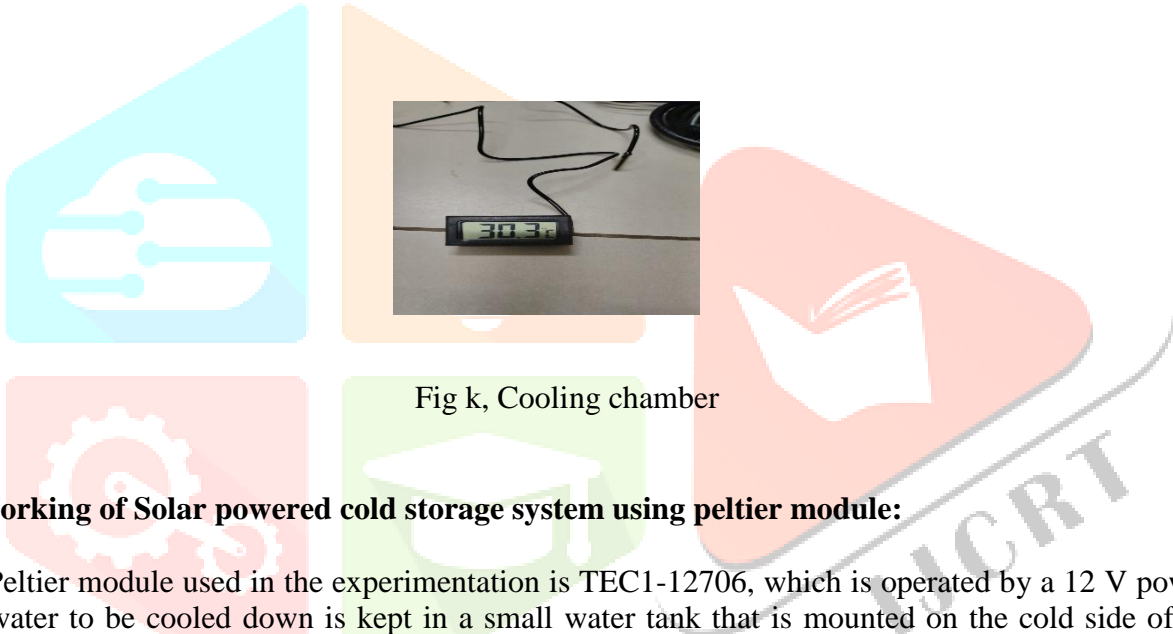 30.3
Fig k, Cooling chamber
orking of Solar powered cold storage system using peltier module:
Peltier module used in the experimentation is TEC1-12706, which is operated by a 12 V po
water to be cooled down is kept in a small water tank that is mounted on the cold side of
IJCRT